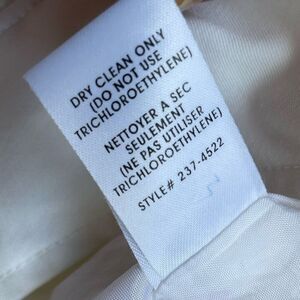 DRY CLEAN ONLY
(DO NOT USE
TRICHLOROETHYLENE)
NETTOYER A SEC
SEULEMENT
(NE PAS UTILISER
TRICHLOROETHYLENE)
STYLE# 237-4522